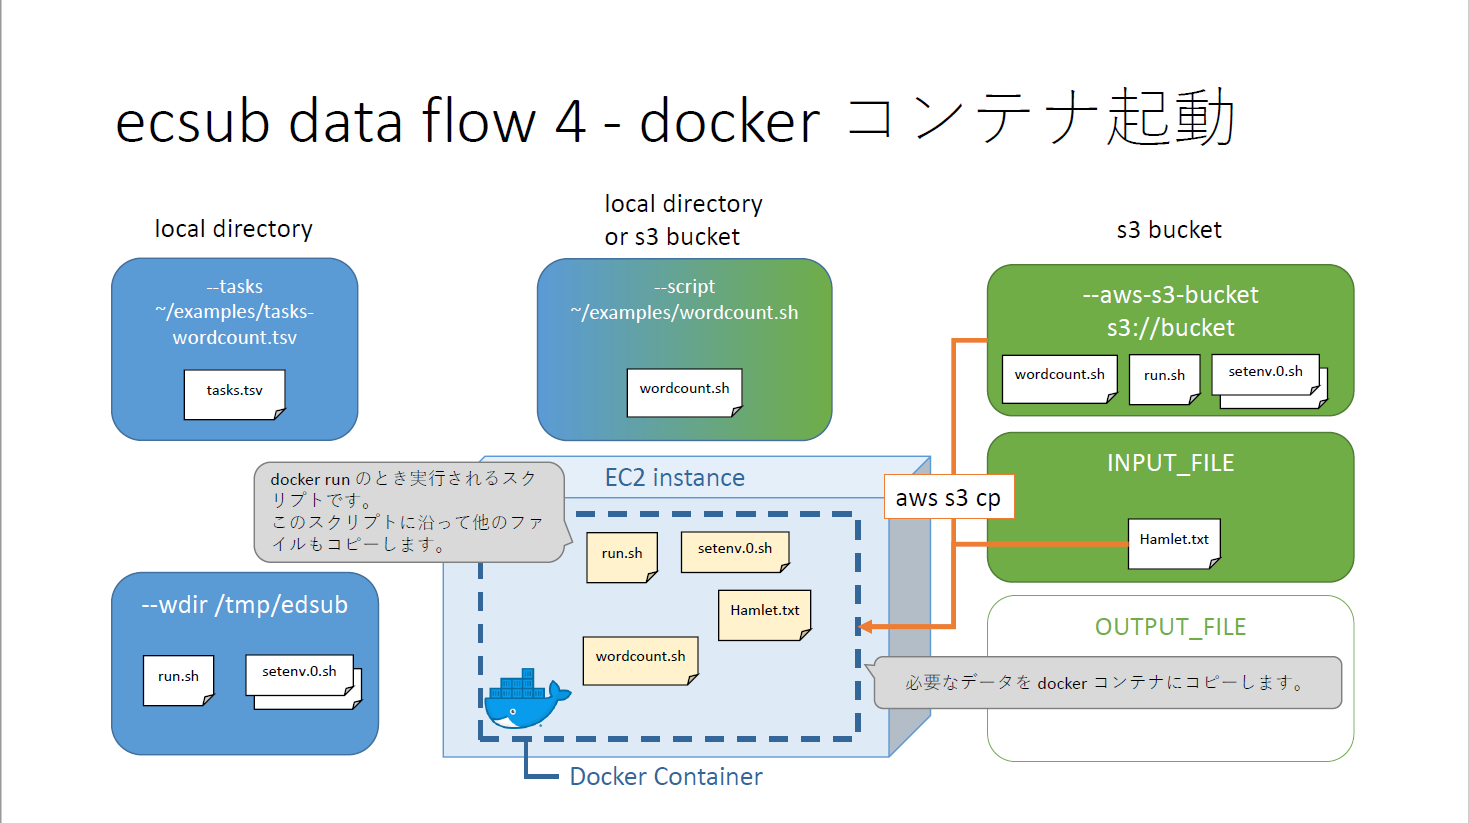 ecsub data flow 4 - docker コンテナ起動
local directory
--tasks
~/examples/tasks-
wordcount.tsv
tasks.tsv
local directory
or s3 bucket
--script
~/examples/wordcount.sh
wordcount.sh
s3 bucket
--aws-s3-bucket
s3://bucket
wordcount.sh
run.sh
setenv.0.sh
INPUT_FILE
Hamlet.txt
OUTPUT_FILE
aws s3 cp
EC2 instance
docker run のとき実行されるスク
リプトです。
このスクリプトに沿って他のファ
イルもコピーします。
run.sh
setenv.0.sh
Hamlet.txt
wordcount.sh
--wdir /tmp/edsub
run.sh
setenv.0.sh
必要なデータを docker コンテナにコピーします。
Docker Container